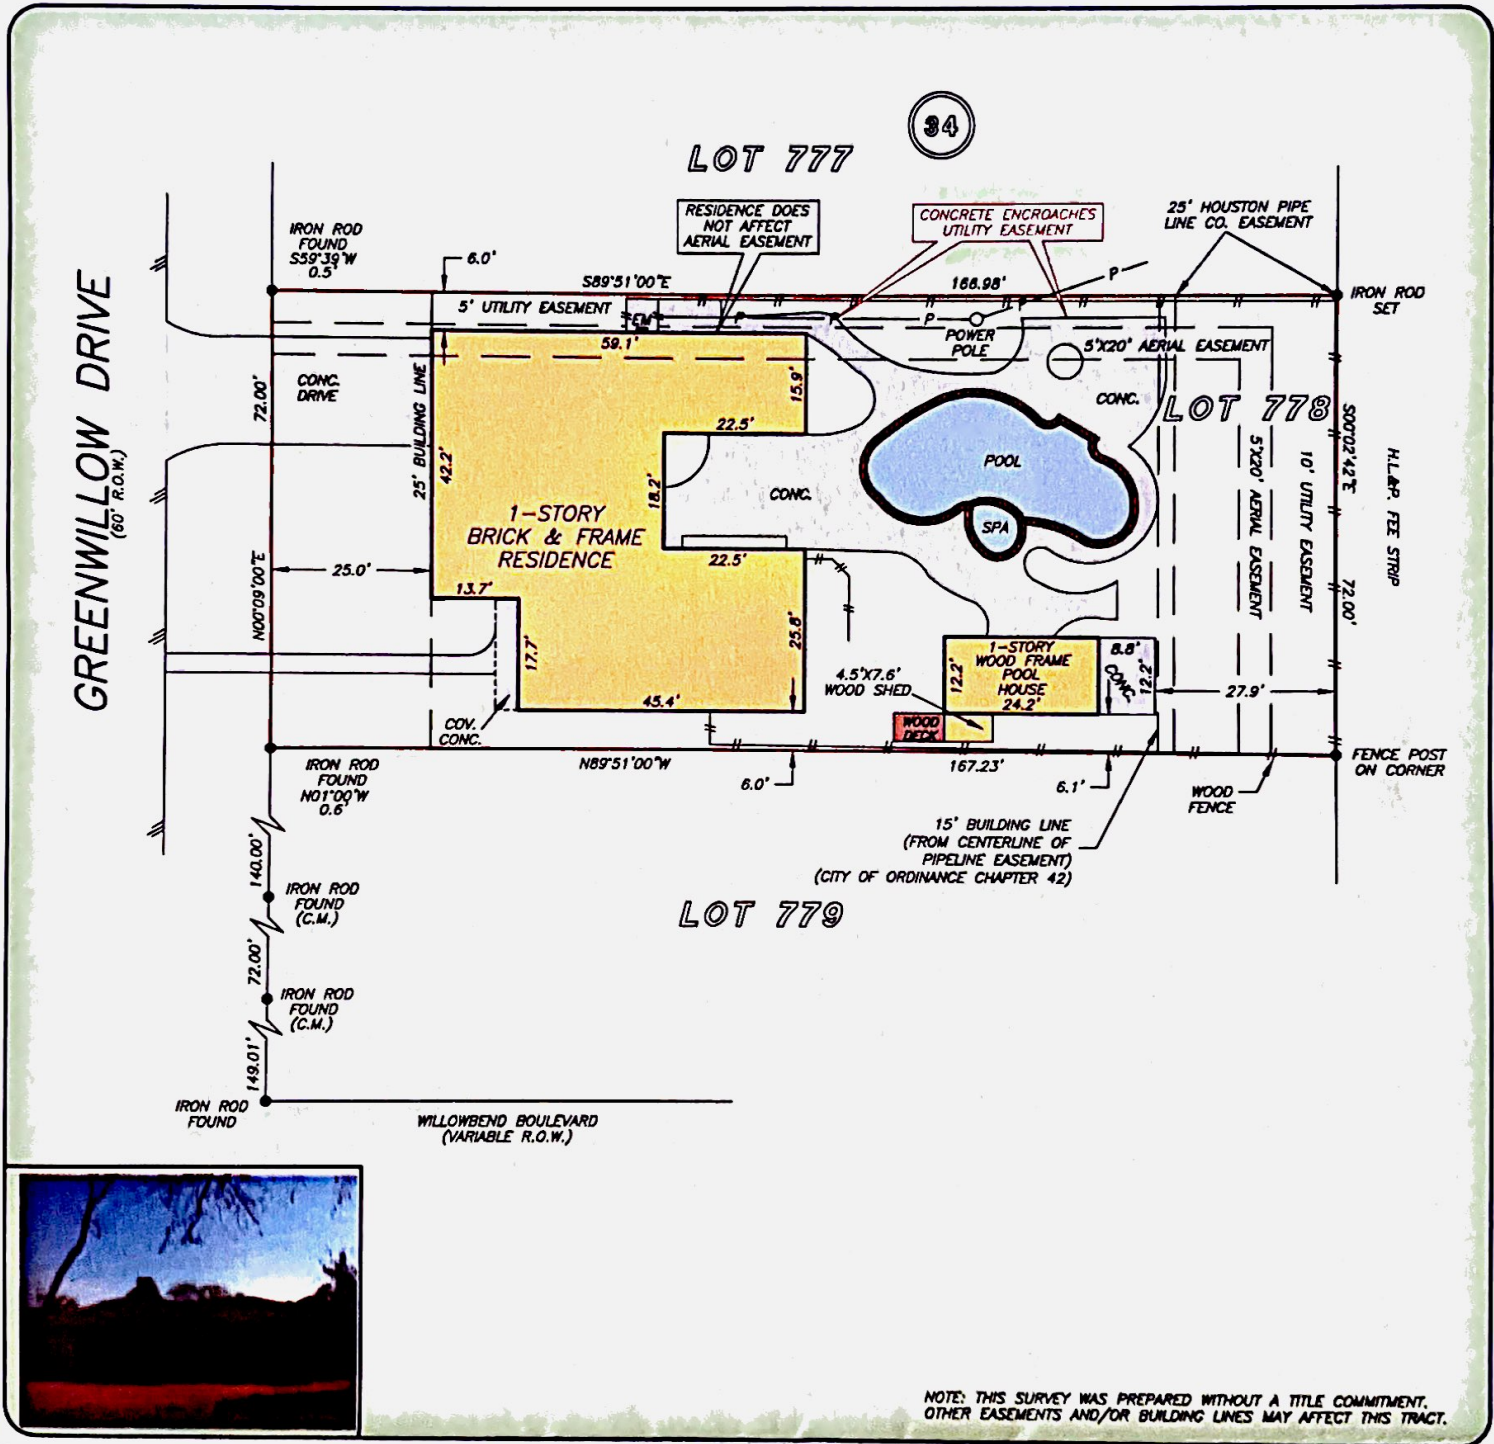 34
LOT 777
RESIDENCE DOES
NOT AFFECT
AERIAL EASEMENT
CONCRETE ENCROACHES
UTILITY EASEMENT
25' HOUSTON PIPE
LINE CO. EASEMENT
IRON ROD
FOUND
S59°39'W
0.5'
6.0'
S89°51'00"E
168.98'
P
IRON ROD
SET
5' UTILITY EASEMENT
EM
P
P
P
POWER
POLE
59.1'
5'X20' AERIAL EASEMENT
CONC.
DRIVE
72.00'
GREENWILLOW DRIVE
(60' R.O.W.)
N00°09'00"E
25' BUILDING LINE
42.2'
15.9'
22.5'
CONC.
LOT 778
S00°02'42"E
72.00'
H.L.&P. FEE STRIP
5'X20' AERIAL EASEMENT
10' UTILITY EASEMENT
POOL
SPA
CONC.
18.2'
1-STORY
BRICK & FRAME
RESIDENCE
22.5'
25.0'
13.7'
17.7'
25.8'
45.4'
COV.
CONC.
4.5'X7.6'
WOOD SHED
1-STORY
WOOD FRAME
POOL
HOUSE
24.2'
12.2'
8.8'
CONC.
12.2'
27.9'
WOOD
DECK
IRON ROD
FOUND
N01°00'W
0.6'
N89°51'00"W
167.23'
6.0'
6.1'
WOOD
FENCE
FENCE POST
ON CORNER
15' BUILDING LINE
(FROM CENTERLINE OF
PIPELINE EASEMENT)
(CITY OF ORDINANCE CHAPTER 42)
LOT 779
140.00'
IRON ROD
FOUND
(C.M.)
72.00'
IRON ROD
FOUND
(C.M.)
149.01'
IRON ROD
FOUND
WILLOWBEND BOULEVARD
(VARIABLE R.O.W.)
NOTE: THIS SURVEY WAS PREPARED WITHOUT A TITLE COMMITMENT.
OTHER EASEMENTS AND/OR BUILDING LINES MAY AFFECT THIS TRACT.